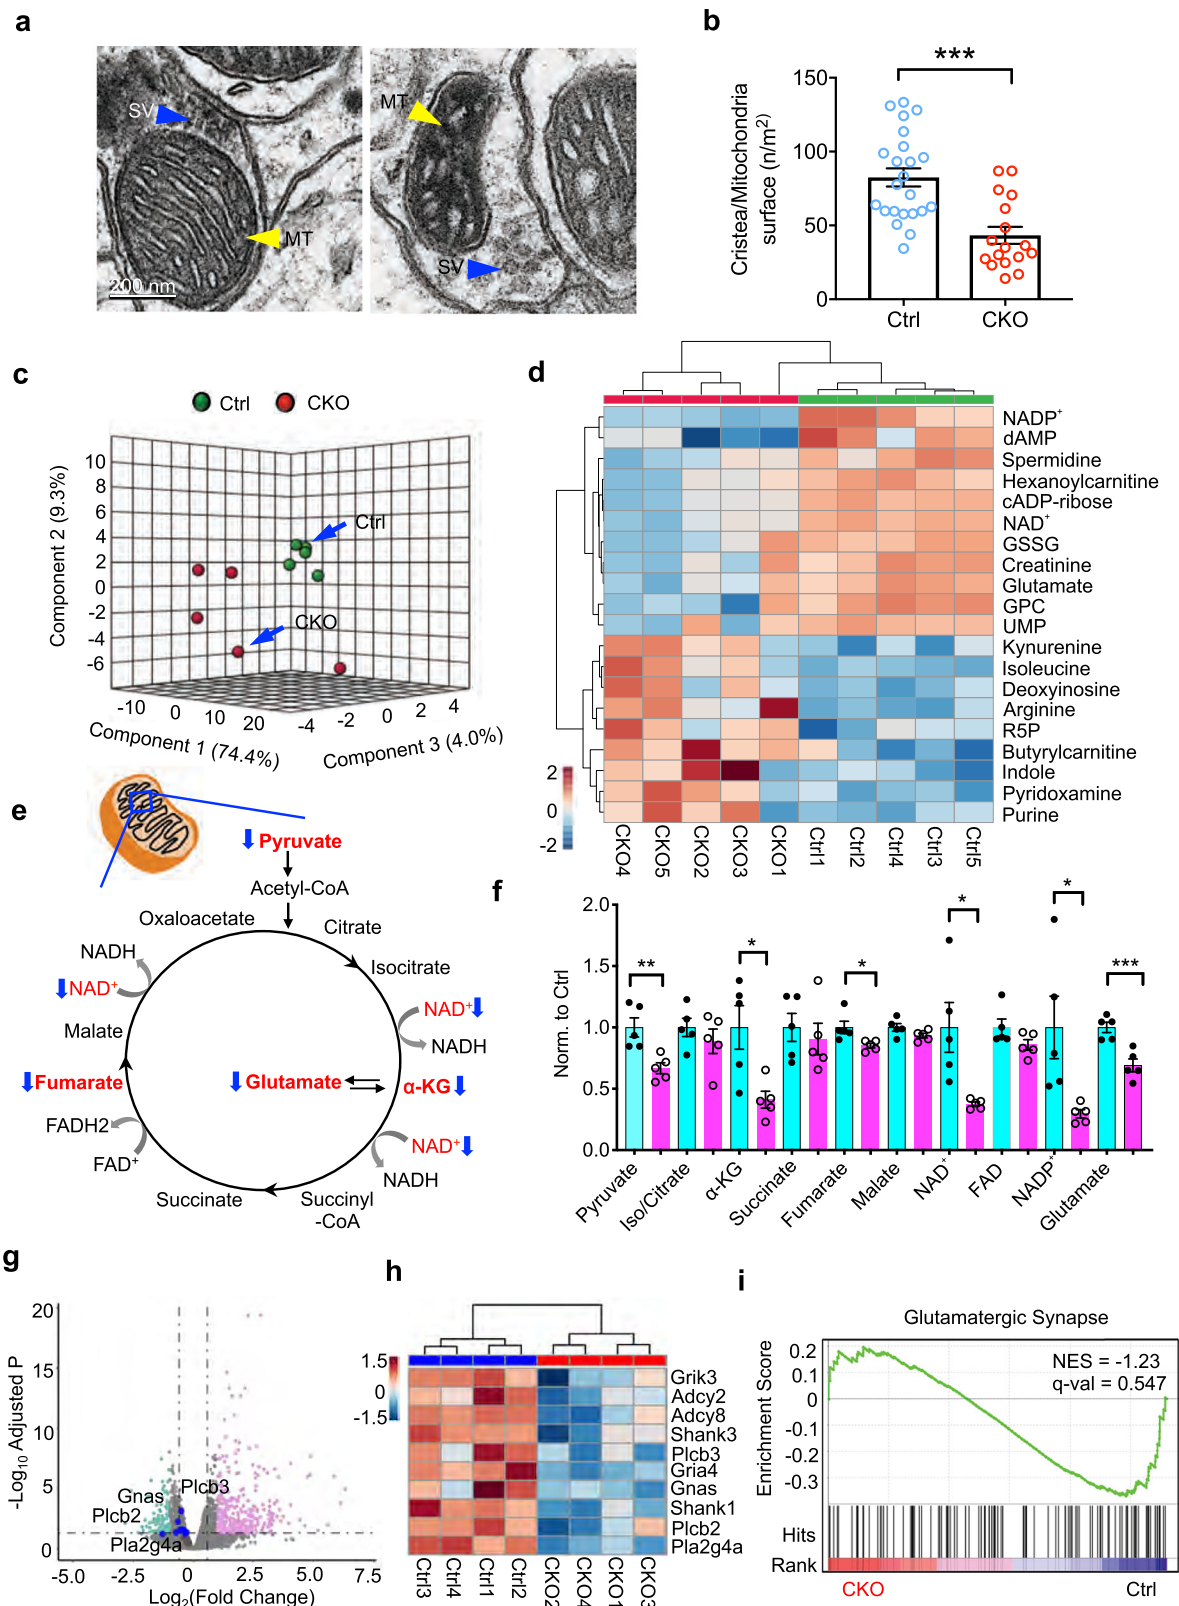 a
SV
MT
200 nm
MT
SV
b
***
Cristea/Mitochondria
surface (n/m²)
150
100
50
0
Ctrl
CKO
c
Ctrl
CKO
Component 2 (9.3%)
10
8
6
4
2
0
-2
-4
-6
Ctrl
CKO
-10
0
10
20
-4
-2
0
2
4
Component 1 (74.4%)
Component 3 (4.0%)
d
NADP⁺
dAMP
Spermidine
Hexanoylcarnitine
cADP-ribose
NAD⁺
GSSG
Creatinine
Glutamate
GPC
UMP
Kynurenine
Isoleucine
Deoxyinosine
Arginine
R5P
Butyrylcarnitine
Indole
Pyridoxamine
Purine
2
0
-2
CKO4
CKO5
CKO2
CKO3
CKO1
Ctrl1
Ctrl2
Ctrl4
Ctrl3
Ctrl5
e
Pyruvate
Acetyl-CoA
Oxaloacetate
Citrate
NADH
Isocitrate
NAD⁺
NAD⁺
Malate
NADH
Fumarate
Glutamate
α-KG
FADH2
NAD⁺
FAD⁺
NADH
Succinate
Succinyl
-CoA
f
Norm. to Ctrl
2.0
1.5
1.0
0.5
0.0
**
*
*
*
*
***
Pyruvate
Iso/Citrate
α-KG
Succinate
Fumarate
Malate
NAD⁺
FAD
NADP⁺
Glutamate
g
-Log₁₀ Adjusted P
20
15
10
5
0
Plcb3
Gnas
Plcb2
Pla2g4a
-5.0
-2.5
0
2.5
5.0
7.5
Log₂(Fold Change)
h
1.5
0
-1.5
Grik3
Adcy2
Adcy8
Shank3
Plcb3
Gria4
Gnas
Shank1
Plcb2
Pla2g4a
Ctrl3
Ctrl4
Ctrl1
Ctrl2
CKO2
CKO4
CKO1
CKO3
i
Glutamatergic Synapse
Enrichment Score
0.2
0.1
0
-0.1
-0.2
-0.3
NES = -1.23
q-val = 0.547
Hits
Rank
CKO
Ctrl